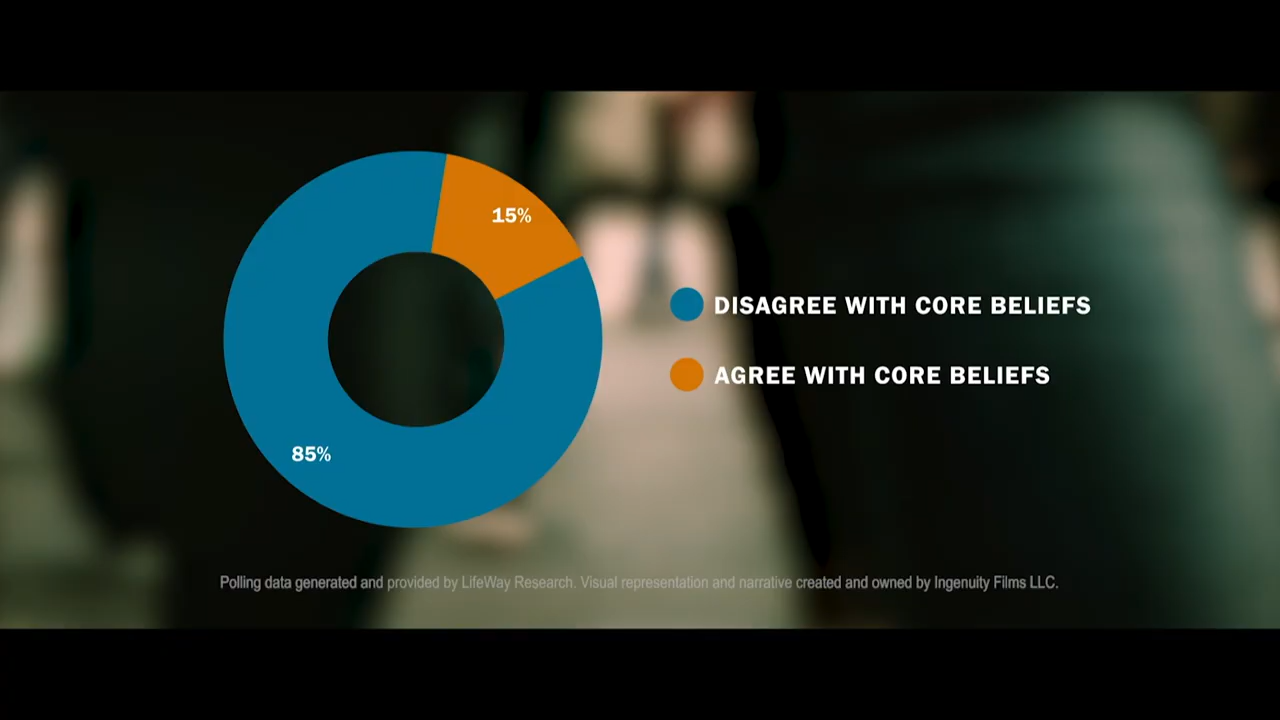 15%
DISAGREE WITH CORE BELIEFS
AGREE WITH CORE BELIEFS
85%
Polling data generated and provided by LifeWay Research. Visual representation and narrative created and owned by Ingenuity Films LLC.